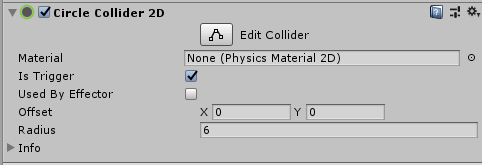 Circle Collider 2D
Edit Collider
Material None (Physics Material 2D)
Is Trigger
Used By Effector
Offset X 0 Y 0
Radius 6
Info